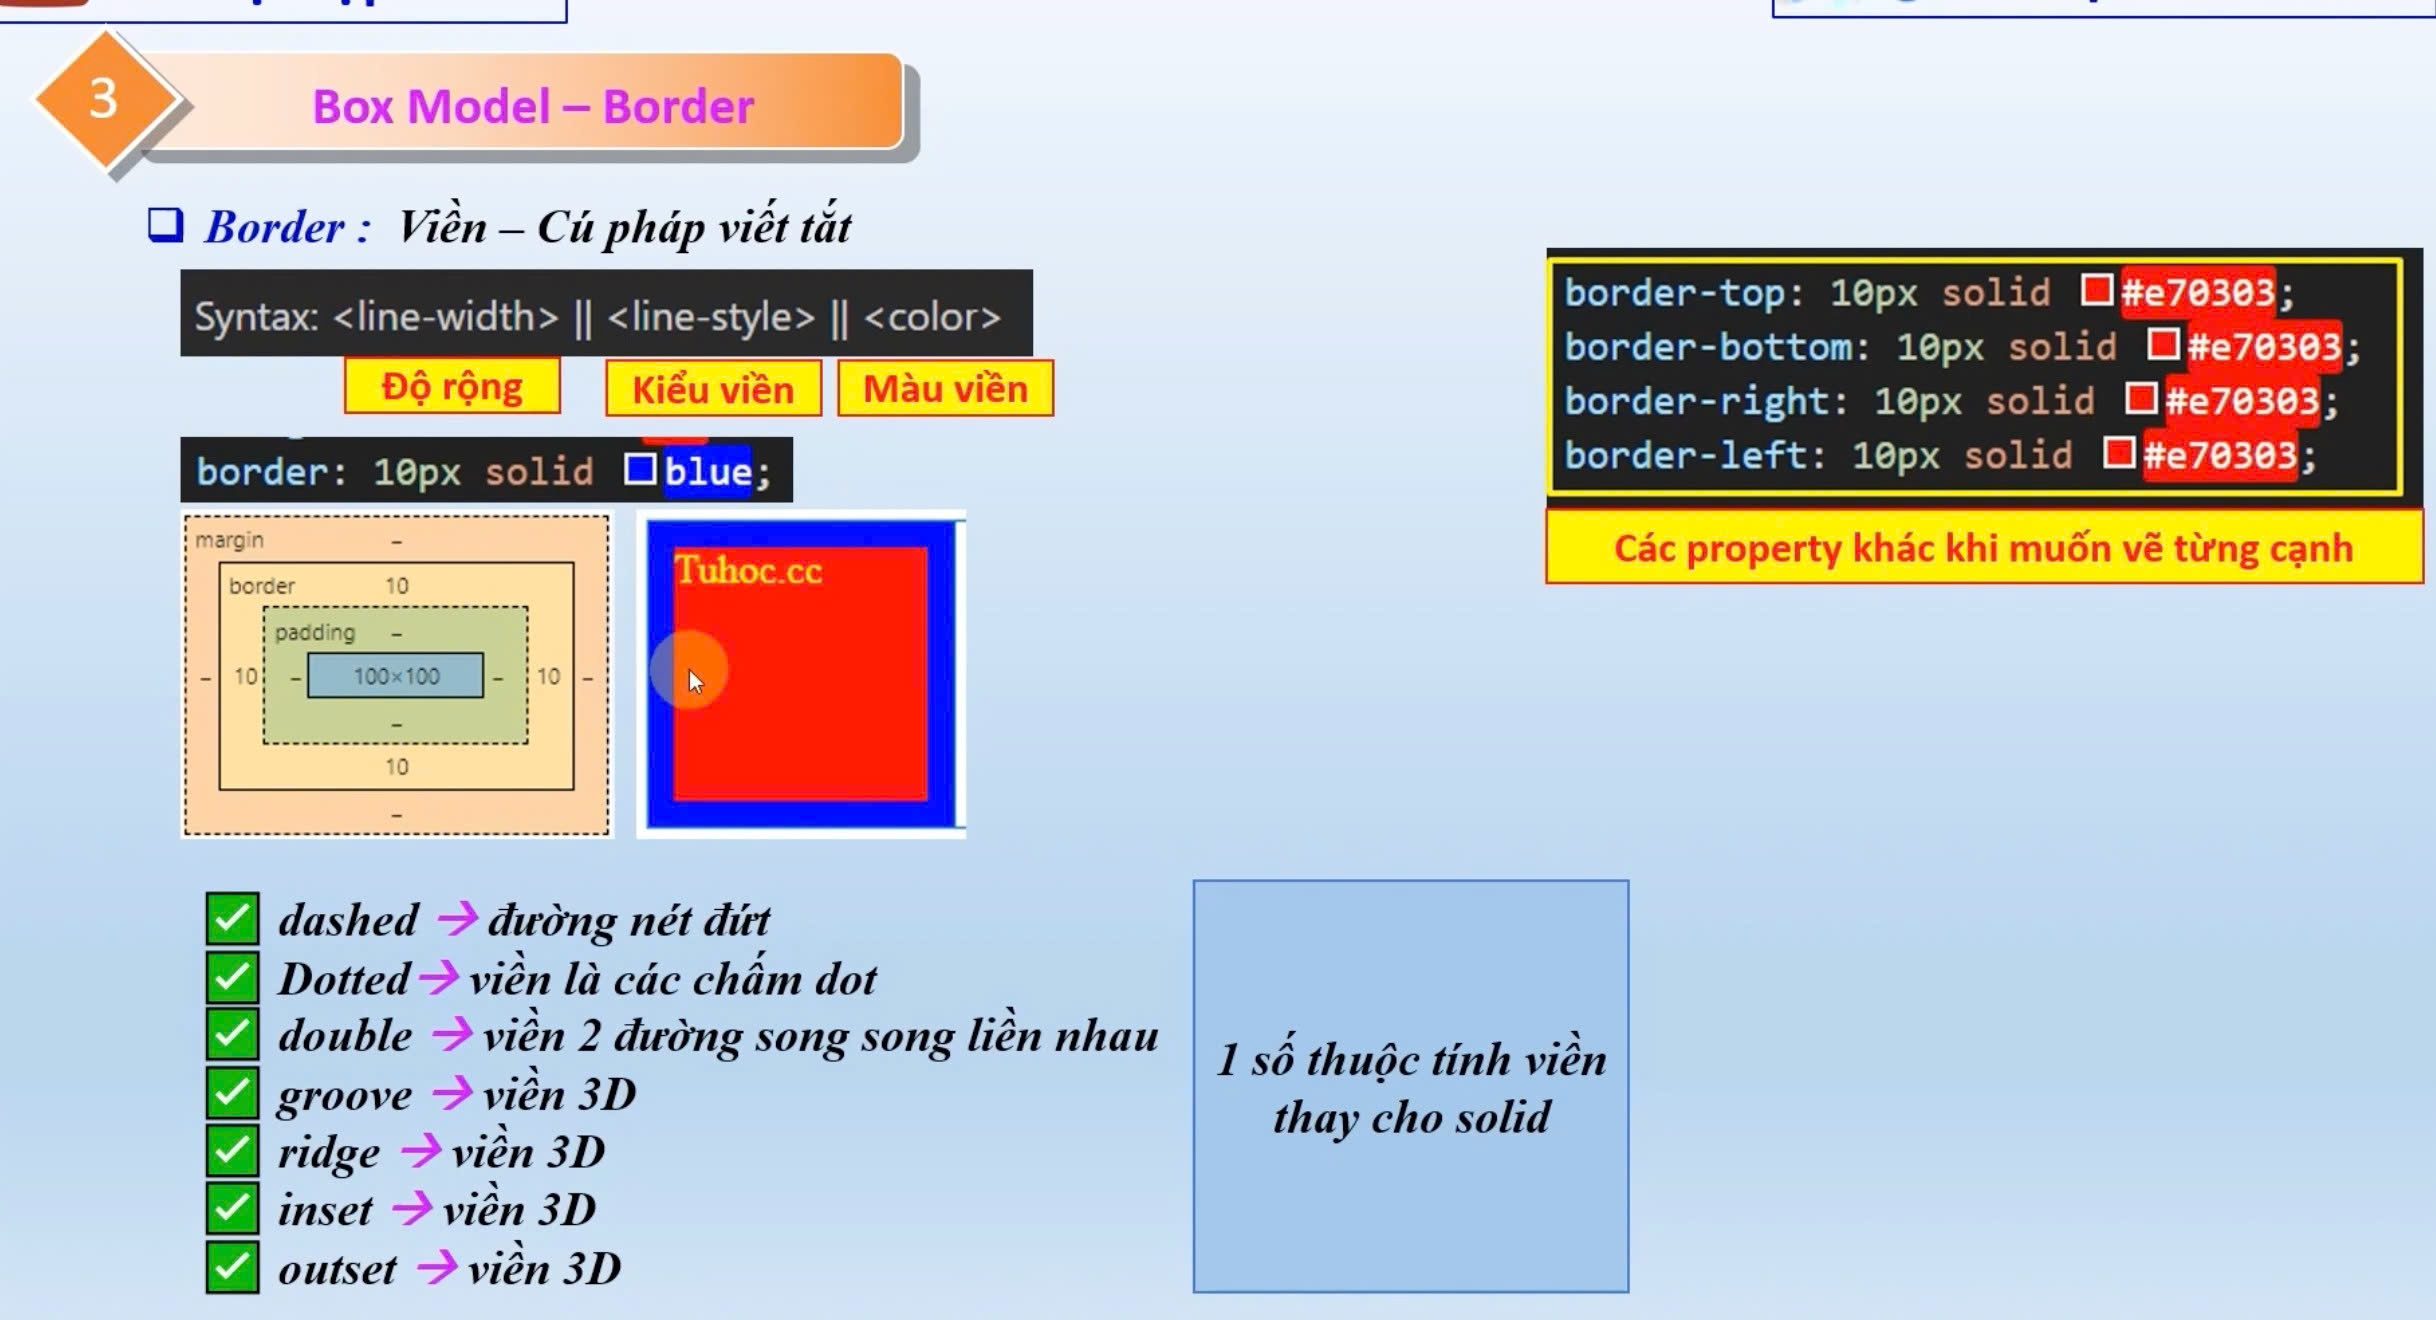 3
Box Model – Border
Border : Viền – Cú pháp viết tắt
Syntax: <line-width> || <line-style> || <color>
Độ rộng
Kiểu viền
Màu viền
border: 10px solid blue;
margin –
border 10
padding –
– 10 – 100×100 – 10 –
–
10
–
Tuhoc.cc
border-top: 10px solid #e70303;
border-bottom: 10px solid #e70303;
border-right: 10px solid #e70303;
border-left: 10px solid #e70303;
Các property khác khi muốn vẽ từng cạnh
dashed → đường nét đứt
Dotted → viền là các chấm dot
double → viền 2 đường song song liền nhau
groove → viền 3D
ridge → viền 3D
inset → viền 3D
outset → viền 3D
1 số thuộc tính viền
thay cho solid